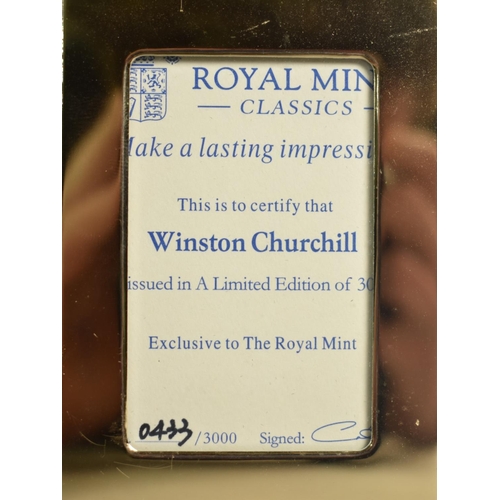 ROYAL MIN
— CLASSICS —
ake a lasting impressi
This is to certify that
Winston Churchill
issued in A Limited Edition of 30
Exclusive to The Royal Mint
0433/3000 Signed: